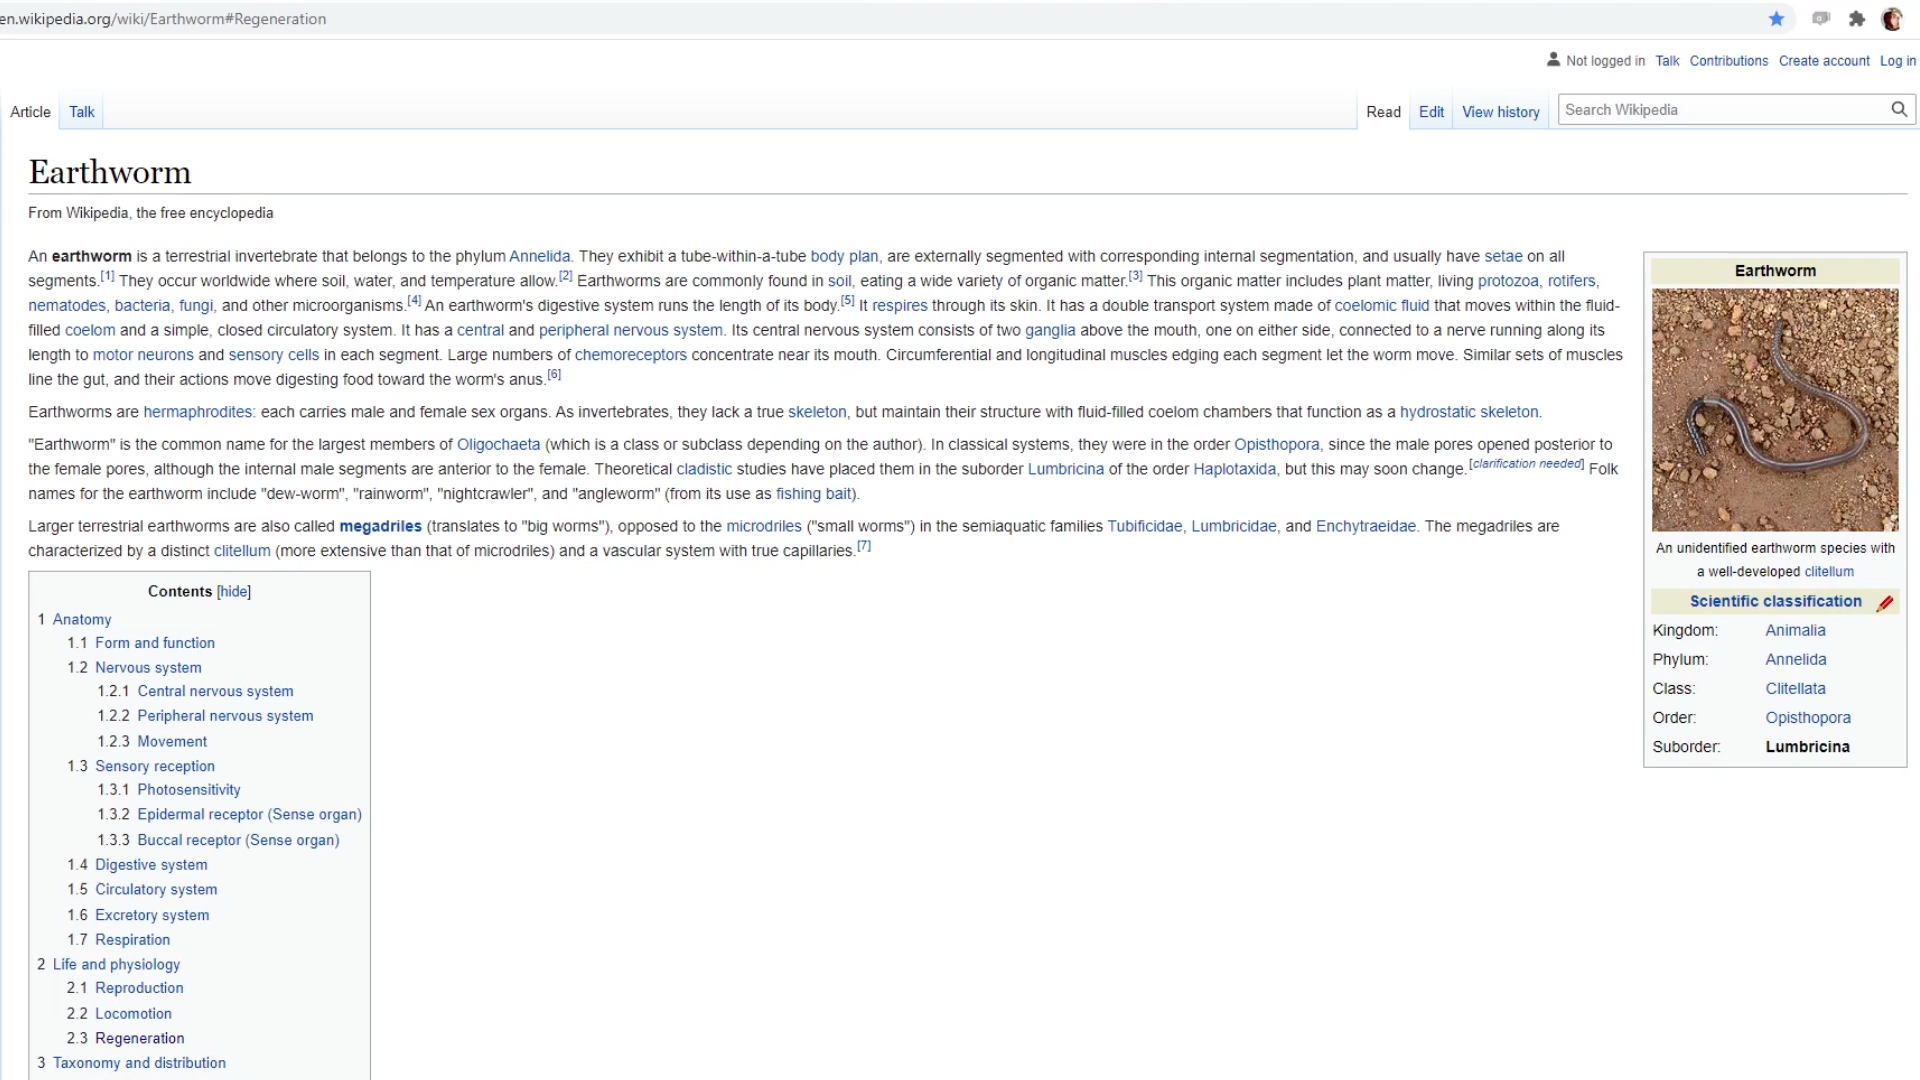 en.wikipedia.org/wiki/Earthworm#Regeneration
Not logged in Talk Contributions Create account Log in
Article Talk Read Edit View history Search Wikipedia
Earthworm
From Wikipedia, the free encyclopedia
An earthworm is a terrestrial invertebrate that belongs to the phylum Annelida. They exhibit a tube-within-a-tube body plan, are externally segmented with corresponding internal segmentation, and usually have setae on all
segments.[1] They occur worldwide where soil, water, and temperature allow.[2] Earthworms are commonly found in soil, eating a wide variety of organic matter.[3] This organic matter includes plant matter, living protozoa, rotifers,
nematodes, bacteria, fungi, and other microorganisms.[4] An earthworm's digestive system runs the length of its body.[5] It respires through its skin. It has a double transport system made of coelomic fluid that moves within the fluid-
filled coelom and a simple, closed circulatory system. It has a central and peripheral nervous system. Its central nervous system consists of two ganglia above the mouth, one on either side, connected to a nerve running along its
length to motor neurons and sensory cells in each segment. Large numbers of chemoreceptors concentrate near its mouth. Circumferential and longitudinal muscles edging each segment let the worm move. Similar sets of muscles
line the gut, and their actions move digesting food toward the worm's anus.[6]
Earthworms are hermaphrodites: each carries male and female sex organs. As invertebrates, they lack a true skeleton, but maintain their structure with fluid-filled coelom chambers that function as a hydrostatic skeleton.
"Earthworm" is the common name for the largest members of Oligochaeta (which is a class or subclass depending on the author). In classical systems, they were in the order Opisthopora, since the male pores opened posterior to
the female pores, although the internal male segments are anterior to the female. Theoretical cladistic studies have placed them in the suborder Lumbricina of the order Haplotaxida, but this may soon change.[clarification needed] Folk
names for the earthworm include "dew-worm", "rainworm", "nightcrawler", and "angleworm" (from its use as fishing bait).
Larger terrestrial earthworms are also called megadriles (translates to "big worms"), opposed to the microdriles ("small worms") in the semiaquatic families Tubificidae, Lumbricidae, and Enchytraeidae. The megadriles are
characterized by a distinct clitellum (more extensive than that of microdriles) and a vascular system with true capillaries.[7]
Contents [hide]
1 Anatomy
1.1 Form and function
1.2 Nervous system
1.2.1 Central nervous system
1.2.2 Peripheral nervous system
1.2.3 Movement
1.3 Sensory reception
1.3.1 Photosensitivity
1.3.2 Epidermal receptor (Sense organ)
1.3.3 Buccal receptor (Sense organ)
1.4 Digestive system
1.5 Circulatory system
1.6 Excretory system
1.7 Respiration
2 Life and physiology
2.1 Reproduction
2.2 Locomotion
2.3 Regeneration
3 Taxonomy and distribution
Earthworm
An unidentified earthworm species with
a well-developed clitellum
Scientific classification
Kingdom: Animalia
Phylum: Annelida
Class: Clitellata
Order: Opisthopora
Suborder: Lumbricina